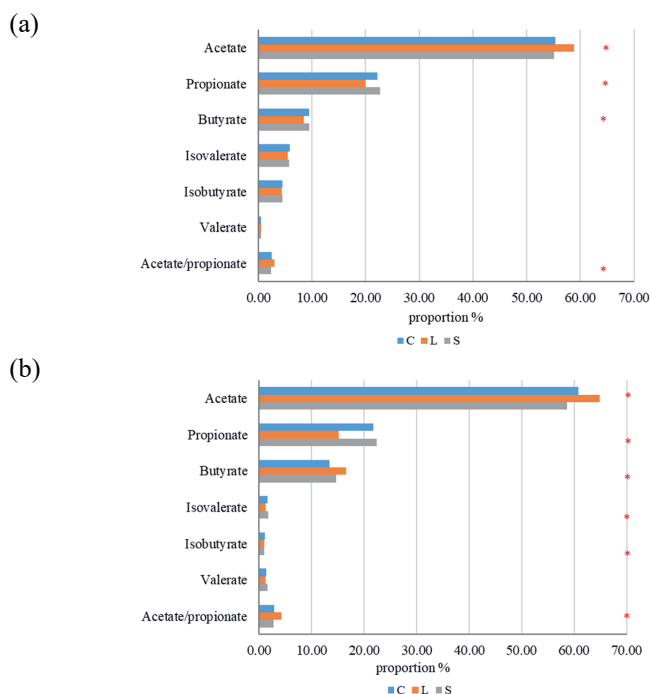 (a)
Acetate
*
Propionate
*
Butyrate
*
Isovalerate
Isobutyrate
Valerate
Acetate/propionate
*
0.00 10.00 20.00 30.00 40.00 50.00 60.00 70.00
proportion %
C L S
(b)
Acetate
*
Propionate
*
Butyrate
*
Isovalerate
*
Isobutyrate
*
Valerate
Acetate/propionate
*
0.00 10.00 20.00 30.00 40.00 50.00 60.00 70.00
proportion %
C L S